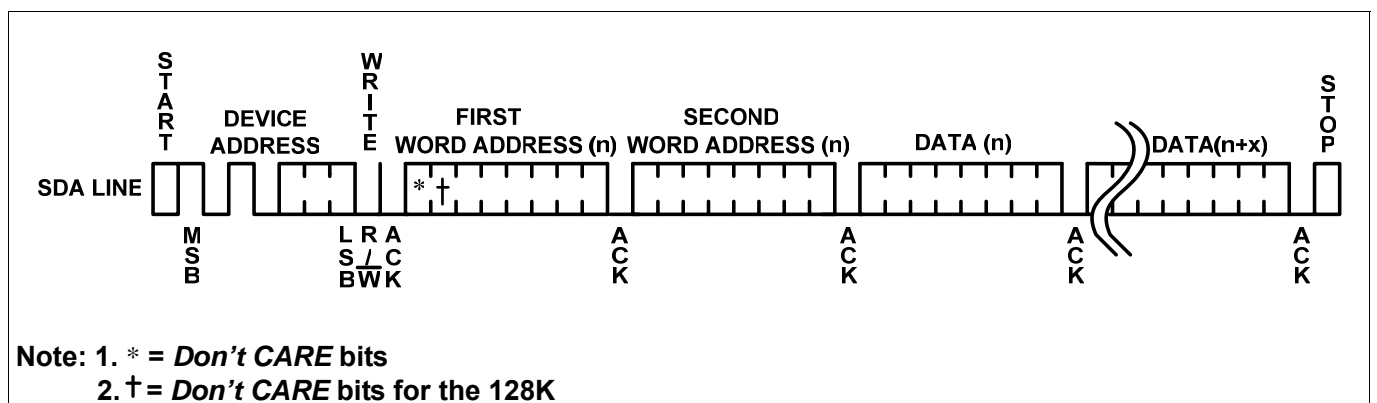 START
WRITE
STOP
DEVICE
ADDRESS
FIRST
WORD ADDRESS (n)
SECOND
WORD ADDRESS (n)
DATA (n)
DATA(n+x)
SDA LINE
* †
MSB
LSB
R/W
ACK
ACK
ACK
ACK
ACK
Note: 1. * = Don't CARE bits
2. † = Don't CARE bits for the 128K